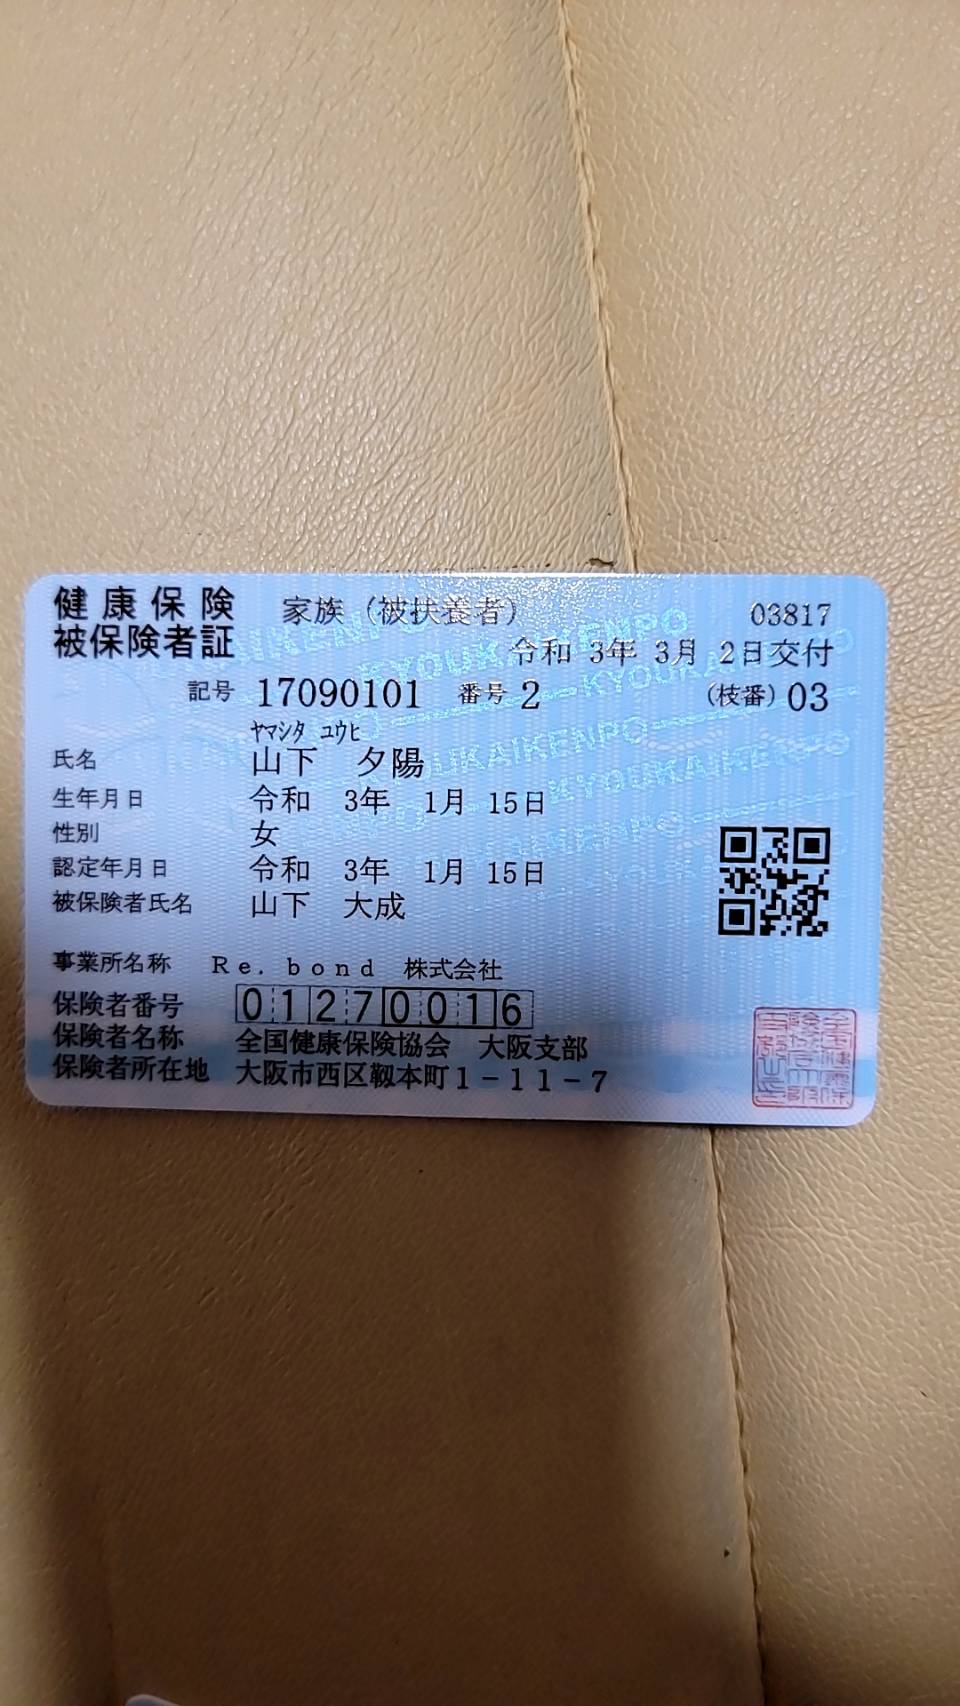 健康保険 家族（被扶養者） 03817
被保険者証 令和 3年 3月 2日交付
記号 17090101 番号 2 （枝番）03
ﾔﾏｼﾀ ﾕｳﾋ
氏名 山下 夕陽
生年月日 令和 3年 1月 15日
性別 女
認定年月日 令和 3年 1月 15日
被保険者氏名 山下 大成
事業所名称 Ｒｅ．ｂｏｎｄ 株式会社
保険者番号 01270016
保険者名称 全国健康保険協会 大阪支部
保険者所在地 大阪市西区靱本町１－１１－７
KYOUKAIKENPO